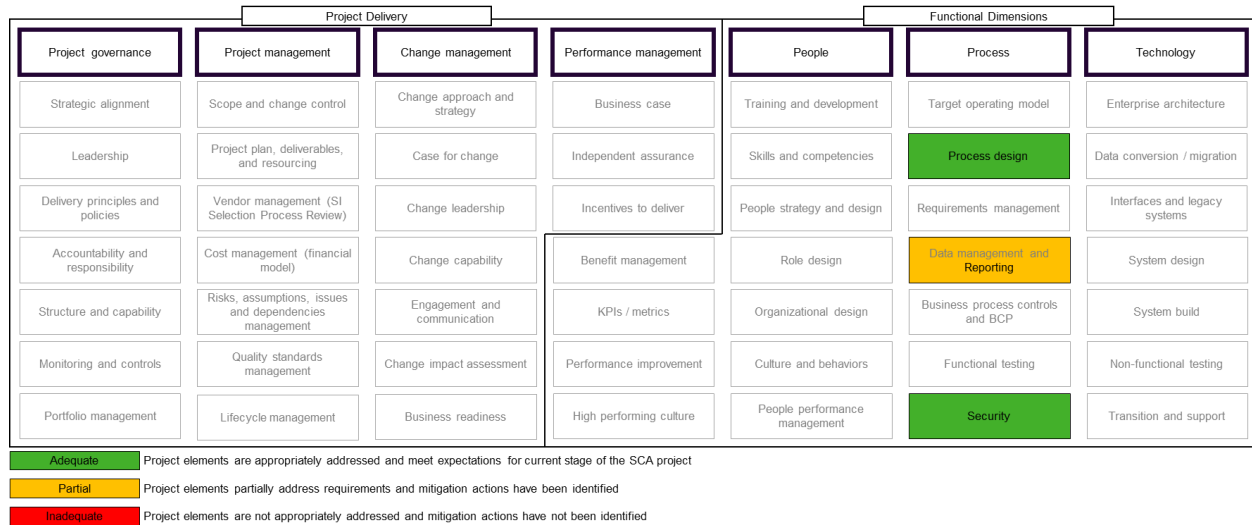 Project Delivery
Functional Dimensions
Project governance
Project management
Change management
Performance management
People
Process
Technology
Strategic alignment
Scope and change control
Change approach and
strategy
Business case
Training and development
Target operating model
Enterprise architecture
Leadership
Project plan, deliverables,
and resourcing
Case for change
Independent assurance
Skills and competencies
Process design
Data conversion / migration
Delivery principles and
policies
Vendor management (SI
Selection Process Review)
Change leadership
Incentives to deliver
People strategy and design
Requirements management
Interfaces and legacy
systems
Accountability and
responsibility
Cost management (financial
model)
Change capability
Benefit management
Role design
Data management and
Reporting
System design
Structure and capability
Risks, assumptions, issues
and dependencies
management
Engagement and
communication
KPIs / metrics
Organizational design
Business process controls
and BCP
System build
Monitoring and controls
Quality standards
management
Change impact assessment
Performance improvement
Culture and behaviors
Functional testing
Non-functional testing
Portfolio management
Lifecycle management
Business readiness
High performing culture
People performance
management
Security
Transition and support
Adequate
Project elements are appropriately addressed and meet expectations for current stage of the SCA project
Partial
Project elements partially address requirements and mitigation actions have been identified
Inadequate
Project elements are not appropriately addressed and mitigation actions have not been identified